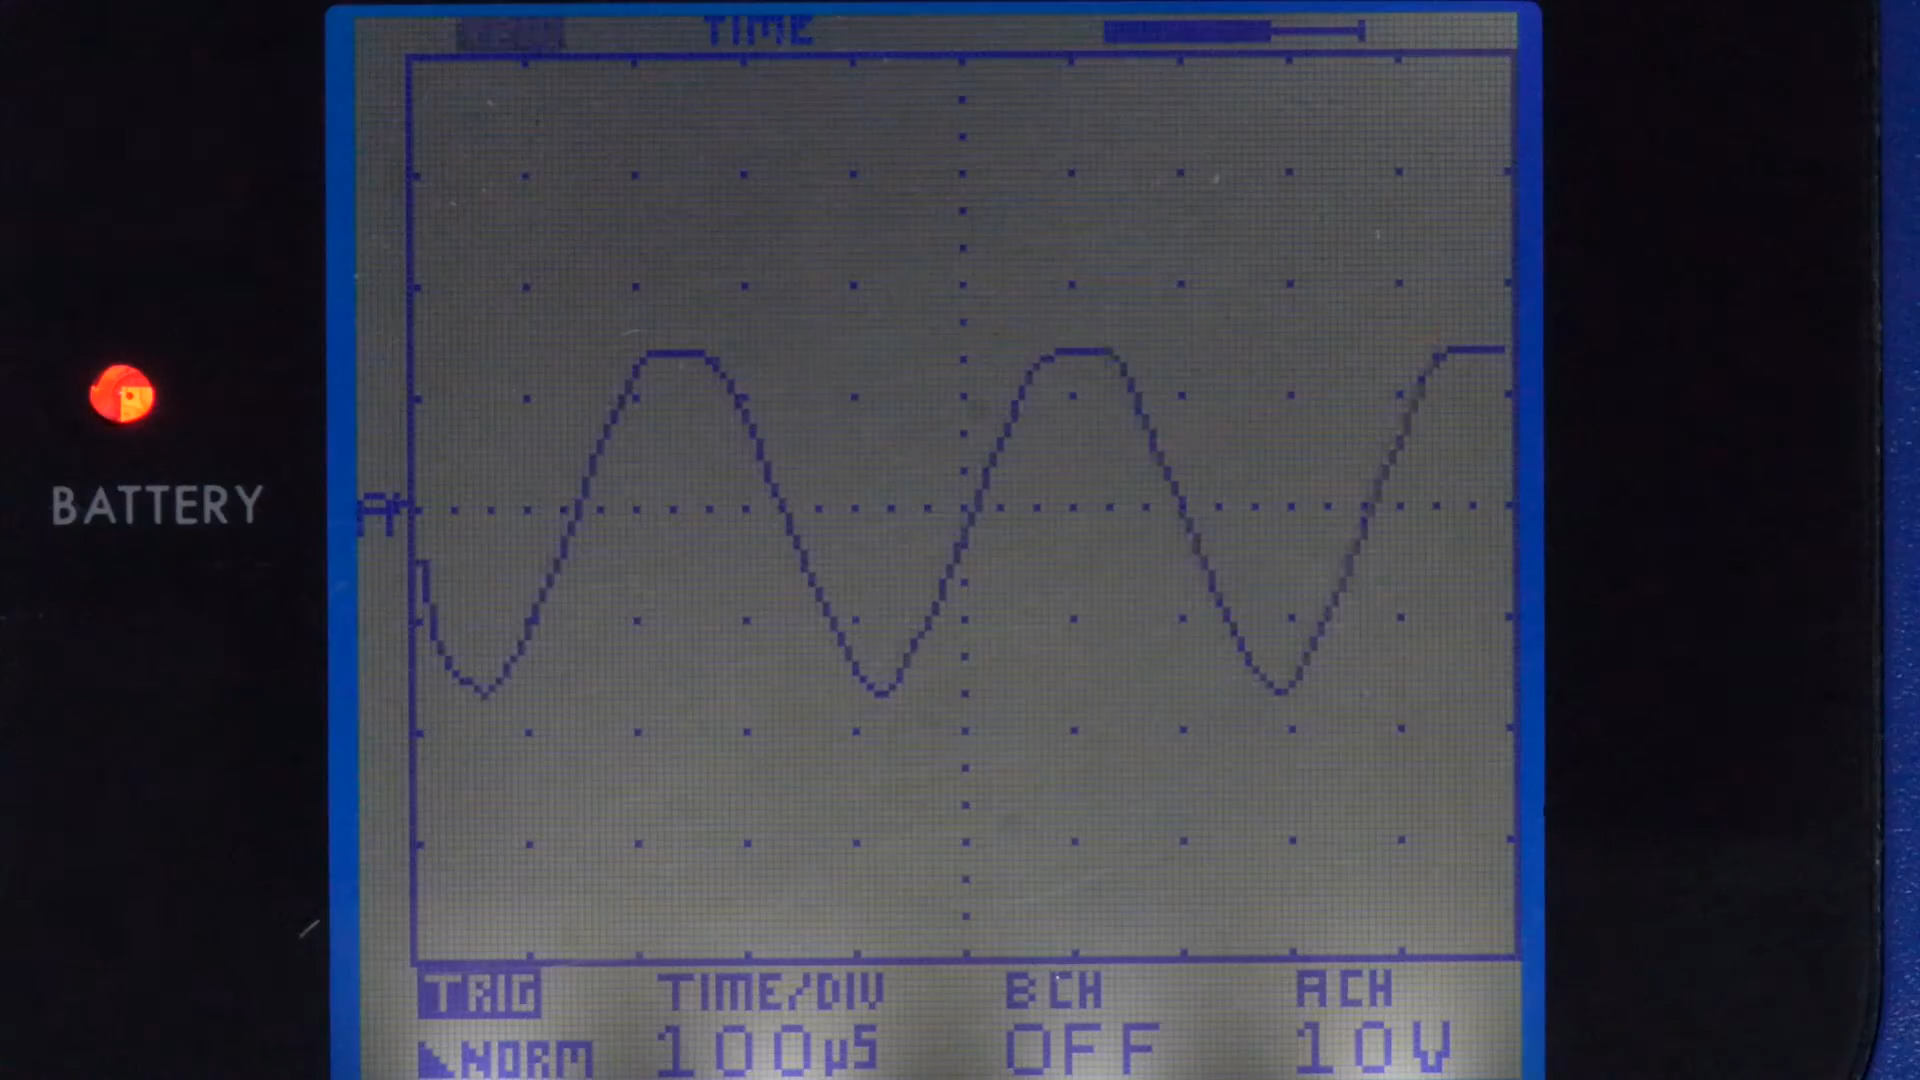 TIME
BATTERY
A
TRIG TIME/DIV B CH A CH
NORM 100µS OFF 10V